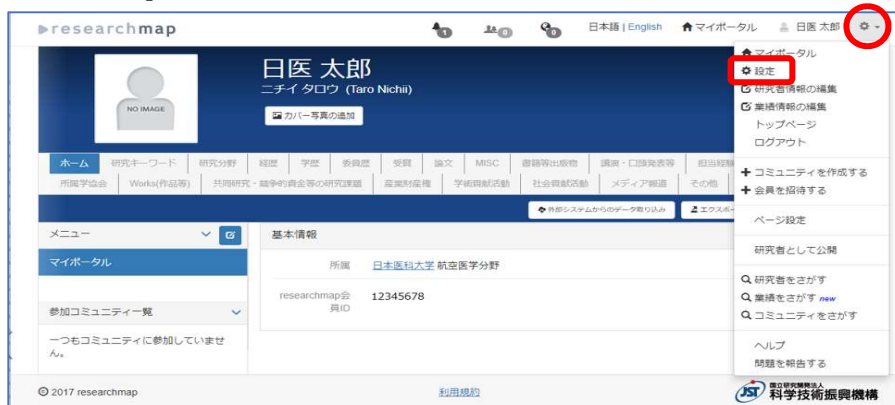 researchmap
1 0 0 日本語 | English マイポータル 日医 太郎
日医 太郎
ニチイ タロウ (Taro Nichii)
NO IMAGE
カバー写真の追加
マイポータル
設定
研究者情報の編集
業績情報の編集
トップページ
ログアウト
コミュニティを作成する
会員を招待する
ページ設定
研究者として公開
研究者をさがす
業績をさがす new
コミュニティをさがす
ヘルプ
問題を報告する
ホーム 研究キーワード 研究分野 経歴 学歴 委員歴 受賞 論文 MISC 書籍等出版物 講演・口頭発表等 担当経験
所属学協会 Works(作品等) 共同研究・競争的資金等の研究課題 産業財産権 学術貢献活動 社会貢献活動 メディア報道 その他
外部システムからのデータ取り込み エクスポー
メニュー
マイポータル
参加コミュニティ一覧
一つもコミュニティに参加していませ
ん。
基本情報
所属 日本医科大学 航空医学分野
researchmap会 12345678
員ID
© 2017 researchmap 利用規約 JST 国立研究開発法人
科学技術振興機構